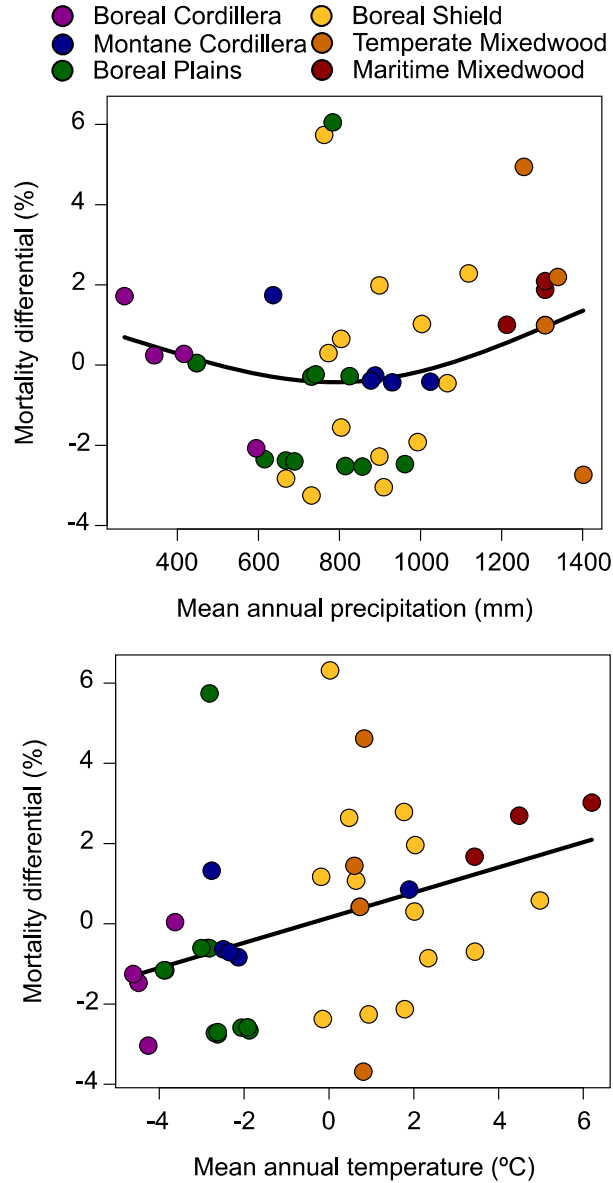 Boreal Cordillera
Boreal Shield
Montane Cordillera
Temperate Mixedwood
Boreal Plains
Maritime Mixedwood
6
4
2
0
-2
-4
Mortality differential (%)
400 600 800 1000 1200 1400
Mean annual precipitation (mm)
6
4
2
0
-2
-4
Mortality differential (%)
-4 -2 0 2 4 6
Mean annual temperature (ºC)